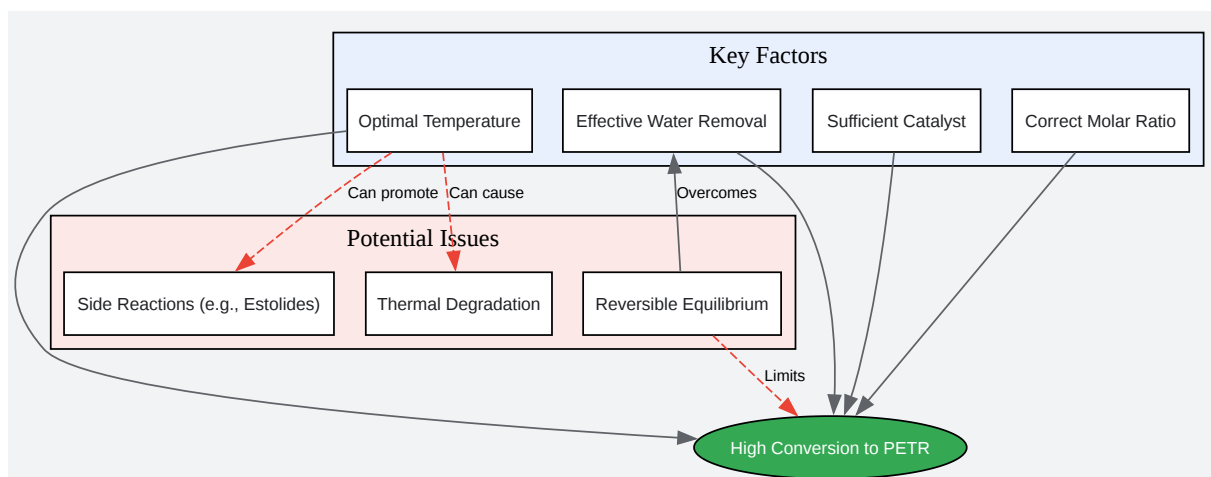 Key Factors
Optimal Temperature
Effective Water Removal
Sufficient Catalyst
Correct Molar Ratio
Can promote
Can cause
Overcomes
Potential Issues
Side Reactions (e.g., Estolides)
Thermal Degradation
Reversible Equilibrium
Limits
High Conversion to PETR